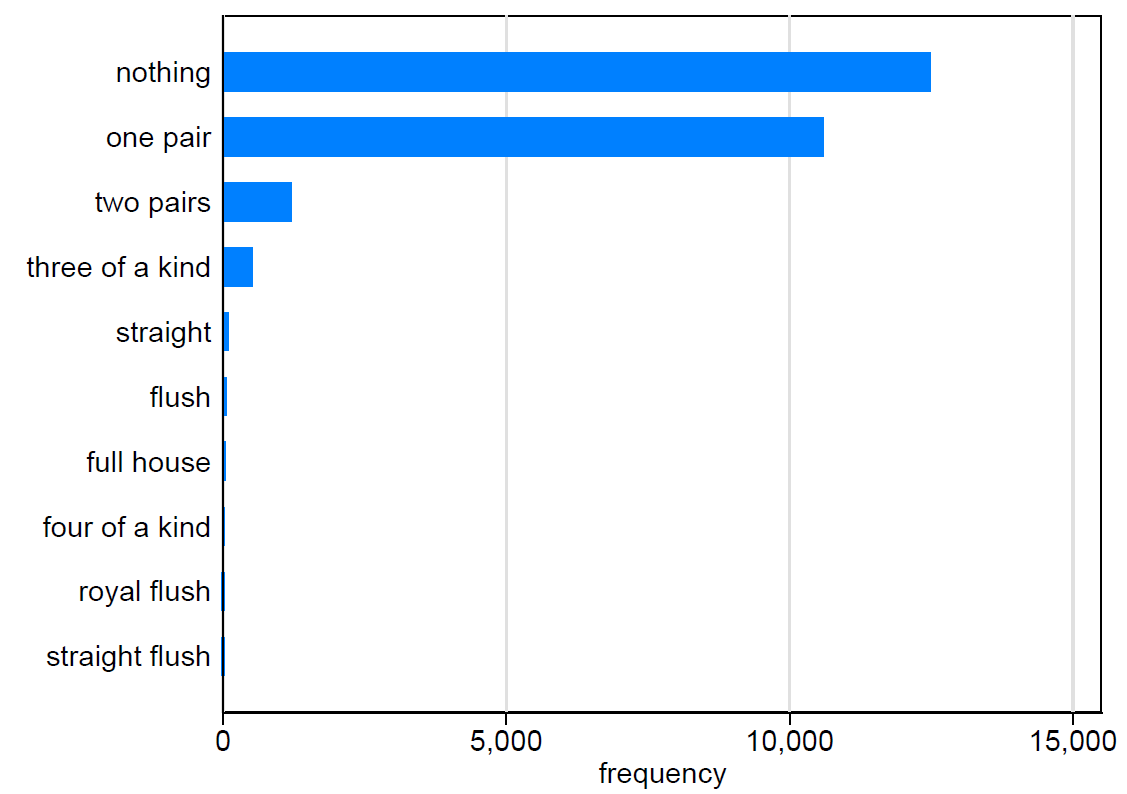 nothing
one pair
two pairs
three of a kind
straight
flush
full house
four of a kind
royal flush
straight flush
0 5,000 10,000 15,000
frequency